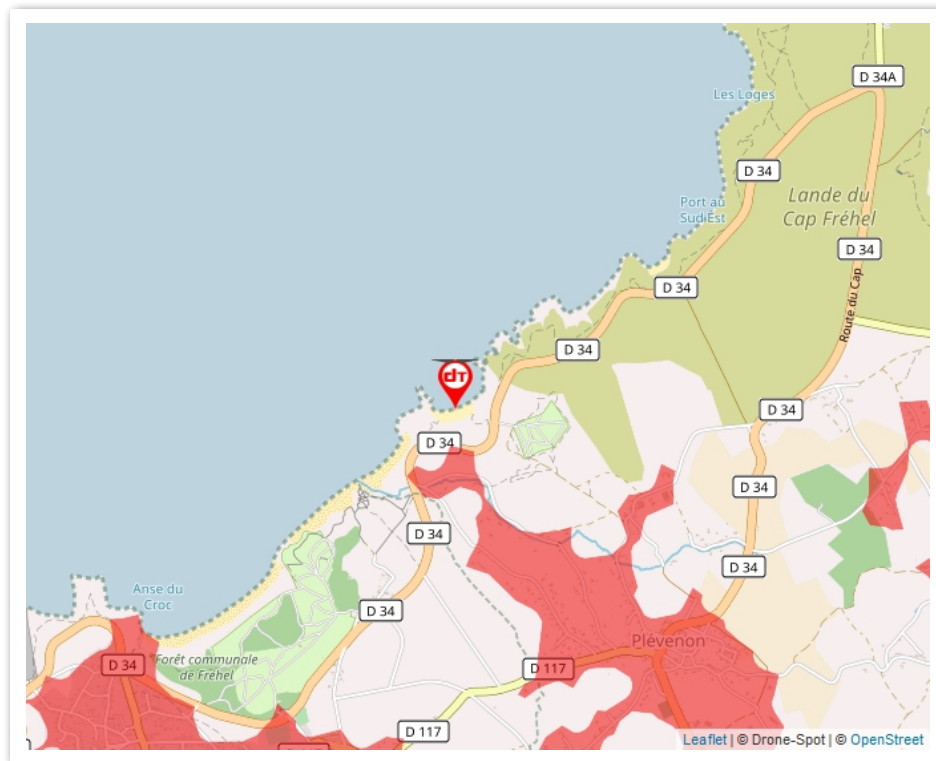 D 34A
Les Loges
D 34
Port au
Sud-Est
Lande du
Cap Fréhel
D 34
D 34
Route du Cap
D 34
dT
D 34
D 34
D 34
D 34
Anse du
Croc
D 34
D 34
Plévenon
Forêt communale
de Fréhel
D 34
D 117
D 117
Leaflet | © Drone-Spot | © OpenStreet